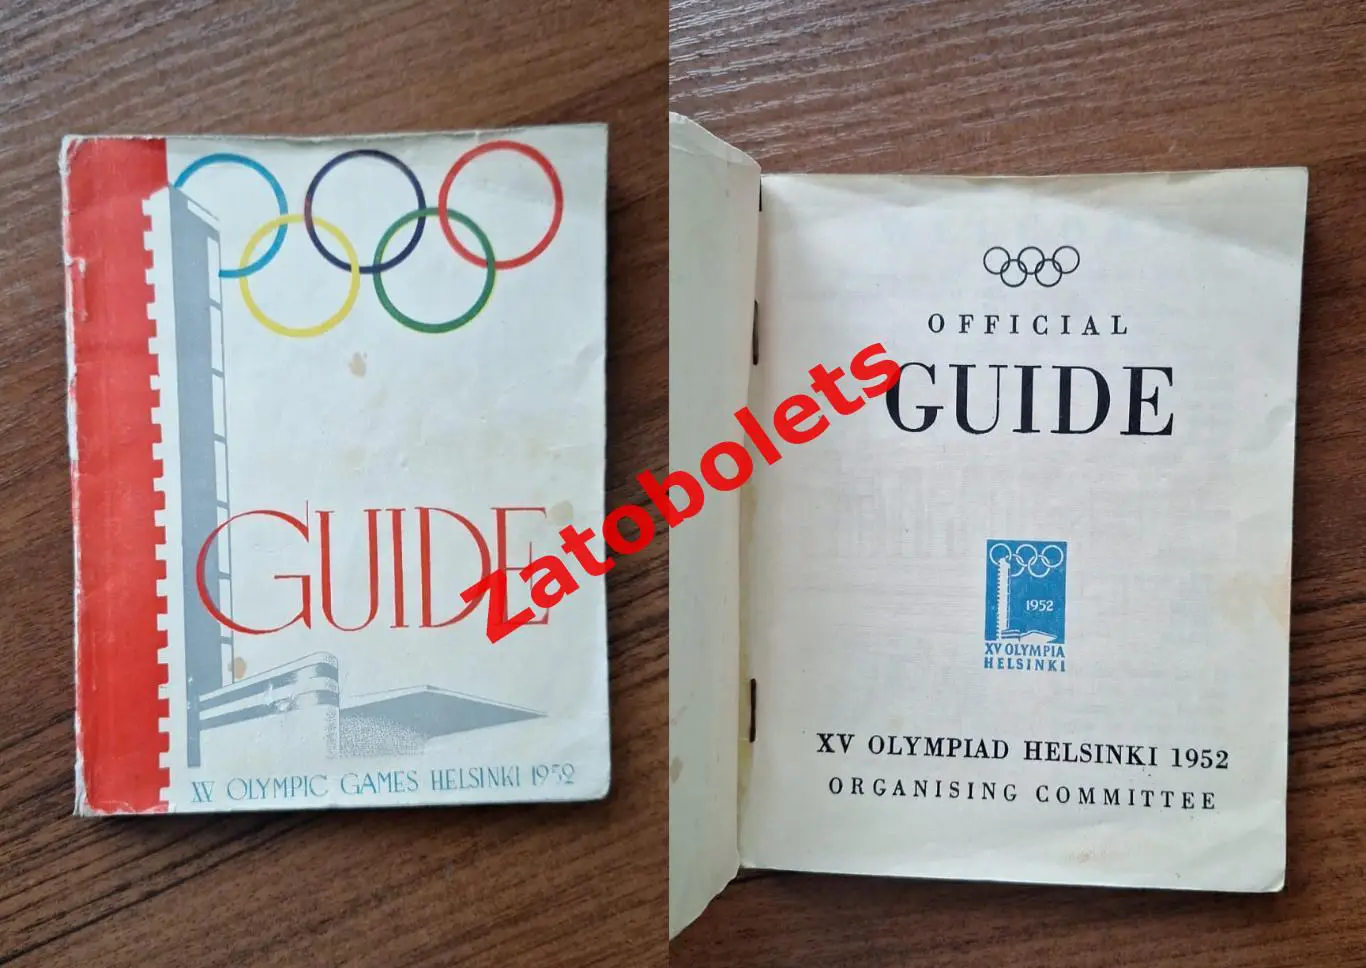 GUIDE
XV OLYMPIC GAMES HELSINKI 1952
Zatobolets
OFFICIAL
GUIDE
1952
XV OLYMPIA
HELSINKI
XV OLYMPIAD HELSINKI 1952
ORGANISING COMMITTEE